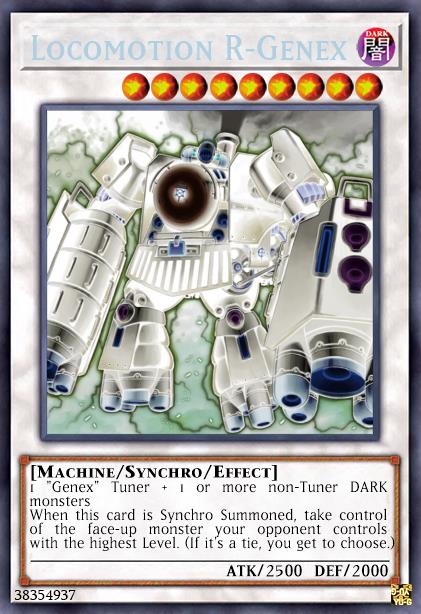 Locomotion R-Genex
DARK
闇
[Machine/Synchro/Effect]
1 "Genex" Tuner + 1 or more non-Tuner DARK
monsters
When this card is Synchro Summoned, take control
of the face-up monster your opponent controls
with the highest Level. (If it's a tie, you get to choose.)
ATK/2500 DEF/2000
38354937